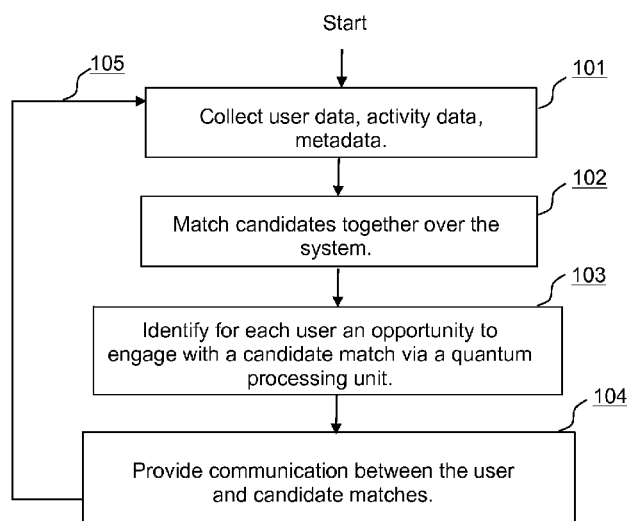 Start
105
101
Collect user data, activity data,
metadata.
102
Match candidates together over the
system.
103
Identify for each user an opportunity to
engage with a candidate match via a quantum
processing unit.
104
Provide communication between the user
and candidate matches.